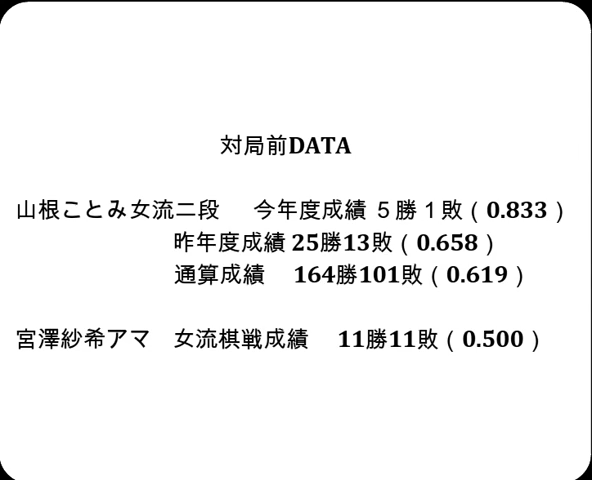 対局前DATA
山根ことみ女流二段　今年度成績 ５勝１敗（0.833）
昨年度成績 25勝13敗（0.658）
通算成績　164勝101敗（0.619）
宮澤紗希アマ　女流棋戦成績　11勝11敗（0.500）